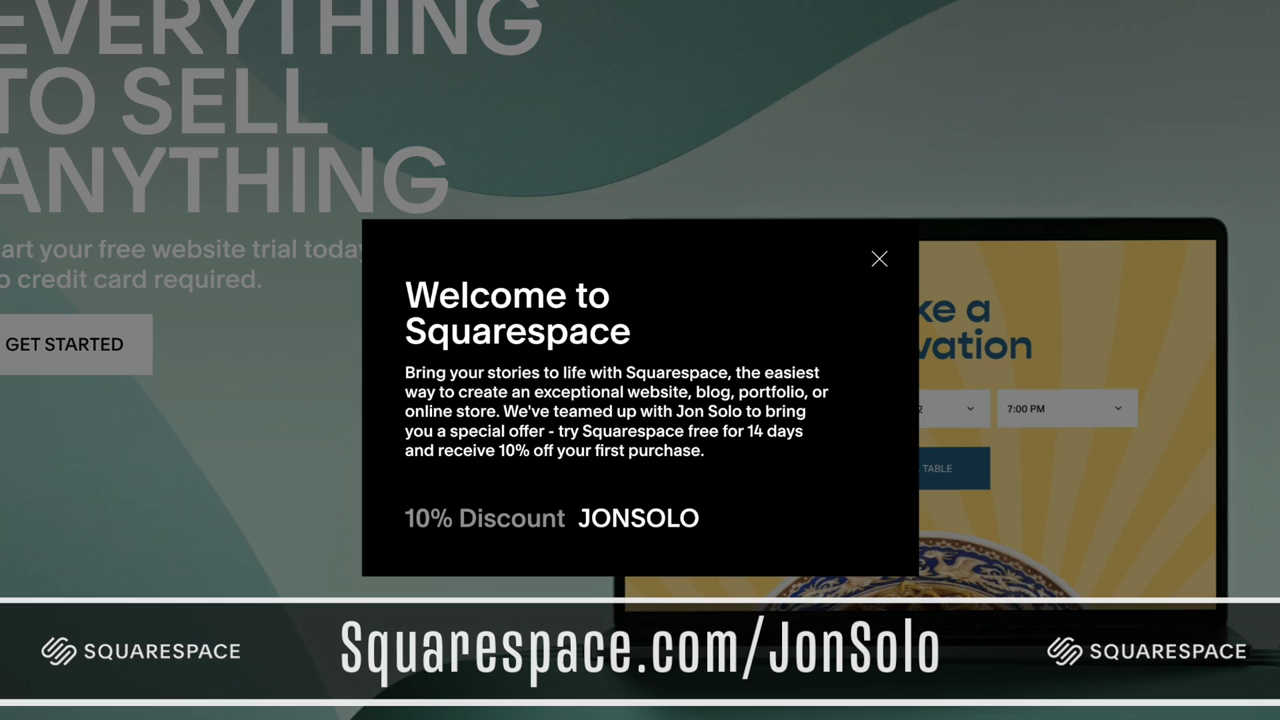 EVERYTHING
TO SELL
ANYTHING
art your free website trial today
o credit card required.
GET STARTED
Welcome to
Squarespace
Bring your stories to life with Squarespace, the easiest
way to create an exceptional website, blog, portfolio, or
online store. We've teamed up with Jon Solo to bring
you a special offer - try Squarespace free for 14 days
and receive 10% off your first purchase.
10% Discount JONSOLO
ke a
vation
2
7:00 PM
TABLE
SQUARESPACE
Squarespace.com/JonSolo
SQUARESPACE